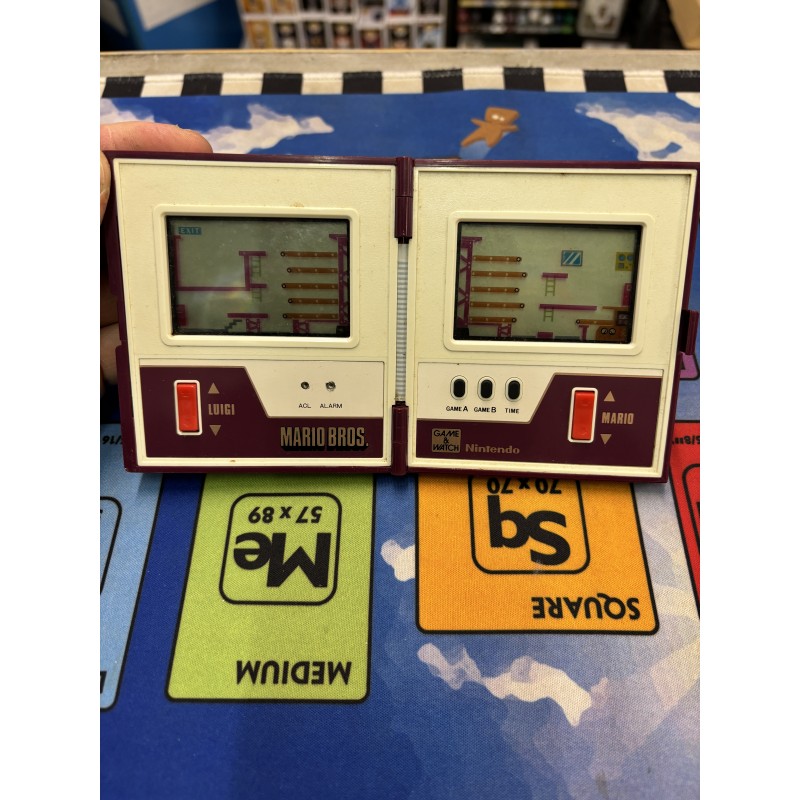 EXIT
LUIGI
ACL ALARM
MARIO BROS.
GAME A GAME B TIME
GAME & WATCH
Nintendo
MARIO
57 x 89
Me
MEDIUM
70 x 70
Sq
SQUARE